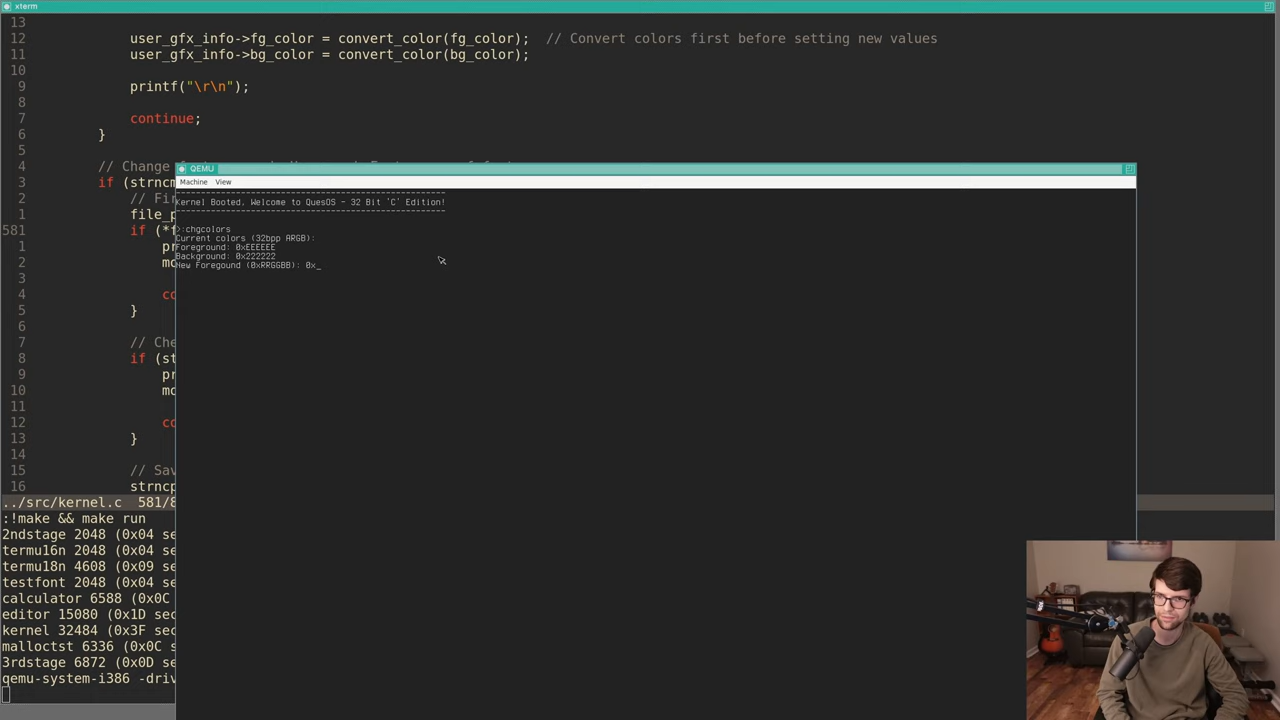 xterm
13
12 user_gfx_info->fg_color = convert_color(fg_color); // Convert colors first before setting new values
11 user_gfx_info->bg_color = convert_color(bg_color);
10
9 printf("\r\n");
8
7 continue;
6 }
5
4 // Change
3 if (strncm
2 // Fir
1 file_p
581 if (*f
1 pr
2 mo
3
4 co
5 }
6
7 // Che
8 if (st
9 pr
10 mo
11
12 co
13 }
14
15 // Sav
16 strncp
../src/kernel.c 581/8
:!make && make run
2ndstage 2048 (0x04 se
termu16n 2048 (0x04 se
termu18n 4608 (0x09 se
testfont 2048 (0x04 se
calculator 6588 (0x0C
editor 15080 (0x1D sec
kernel 32484 (0x3F sec
malloctst 6336 (0x0C s
3rdstage 6872 (0x0D se
qemu-system-i386 -driv
QEMU
Machine View
Kernel Booted, Welcome to QuesOS - 32 Bit 'C' Edition!
>:chgcolors
Current colors (32bpp ARGB):
Foreground: 0xEEEEEE
Background: 0x222222
New Foregound (0xRRGGBB): 0x_